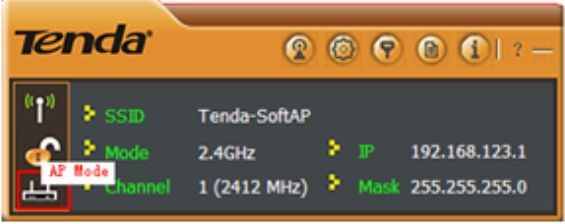 Tenda
i | ? —
SSID Tenda-SoftAP
Mode 2.4GHz IP 192.168.123.1
AP Mode
Channel 1 (2412 MHz) Mask 255.255.255.0